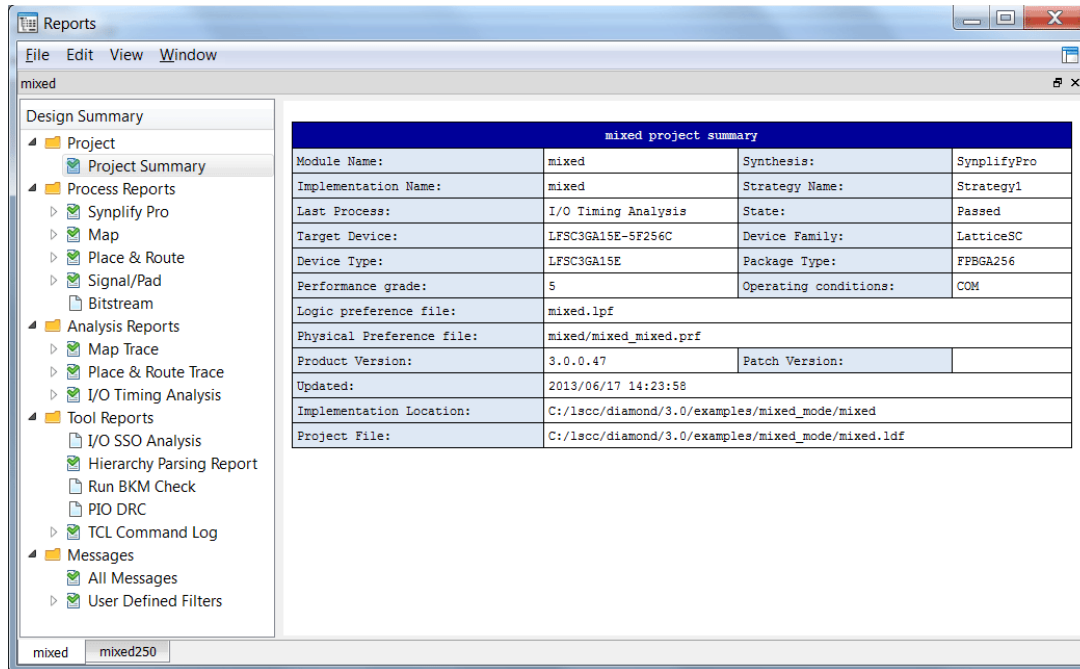 Reports
File Edit View Window
mixed
Design Summary
Project
Project Summary
Process Reports
Synplify Pro
Map
Place & Route
Signal/Pad
Bitstream
Analysis Reports
Map Trace
Place & Route Trace
I/O Timing Analysis
Tool Reports
I/O SSO Analysis
Hierarchy Parsing Report
Run BKM Check
PIO DRC
TCL Command Log
Messages
All Messages
User Defined Filters
mixed project summary
Module Name: mixed Synthesis: SynplifyPro
Implementation Name: mixed Strategy Name: Strategy1
Last Process: I/O Timing Analysis State: Passed
Target Device: LFSC3GA15E-5F256C Device Family: LatticeSC
Device Type: LFSC3GA15E Package Type: FPBGA256
Performance grade: 5 Operating conditions: COM
Logic preference file: mixed.lpf
Physical Preference file: mixed/mixed_mixed.prf
Product Version: 3.0.0.47 Patch Version:
Updated: 2013/06/17 14:23:58
Implementation Location: C:/lscc/diamond/3.0/examples/mixed_mode/mixed
Project File: C:/lscc/diamond/3.0/examples/mixed_mode/mixed.ldf
mixed mixed250